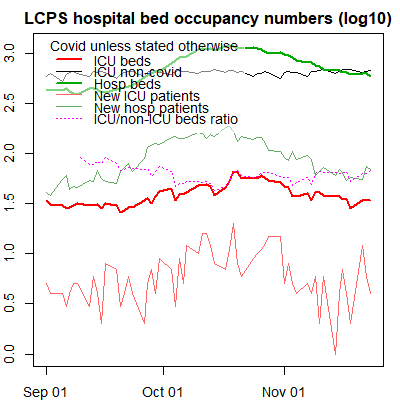 LCPS hospital bed occupancy numbers (log10)
Covid unless stated otherwise
ICU beds
ICU non-covid
Hosp beds
New ICU patients
New hosp patients
ICU/non-ICU beds ratio
3.0
2.5
2.0
1.5
1.0
0.5
0.0
Sep 01 Oct 01 Nov 01